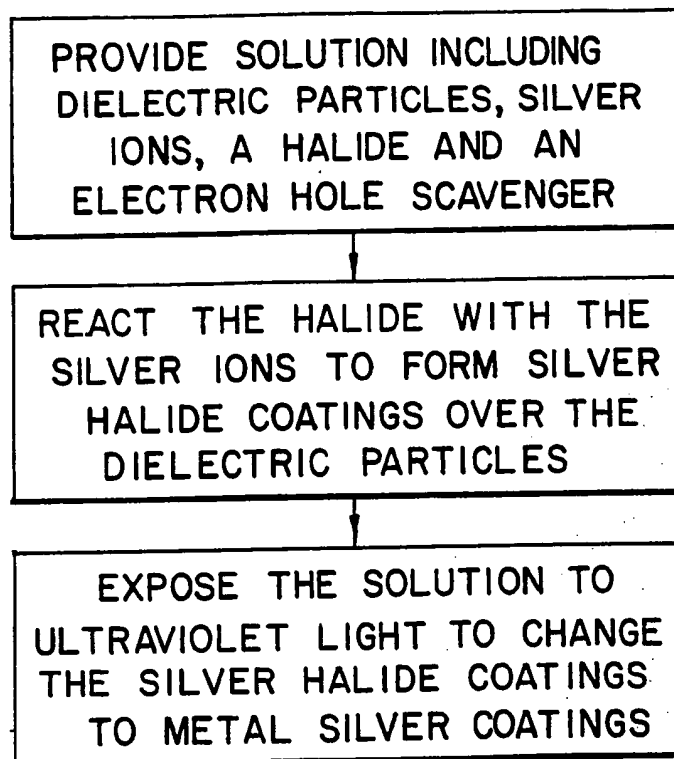 PROVIDE SOLUTION INCLUDING
DIELECTRIC PARTICLES, SILVER
IONS, A HALIDE AND AN
ELECTRON HOLE SCAVENGER
REACT THE HALIDE WITH THE
SILVER IONS TO FORM SILVER
HALIDE COATINGS OVER THE
DIELECTRIC PARTICLES
EXPOSE THE SOLUTION TO
ULTRAVIOLET LIGHT TO CHANGE
THE SILVER HALIDE COATINGS
TO METAL SILVER COATINGS